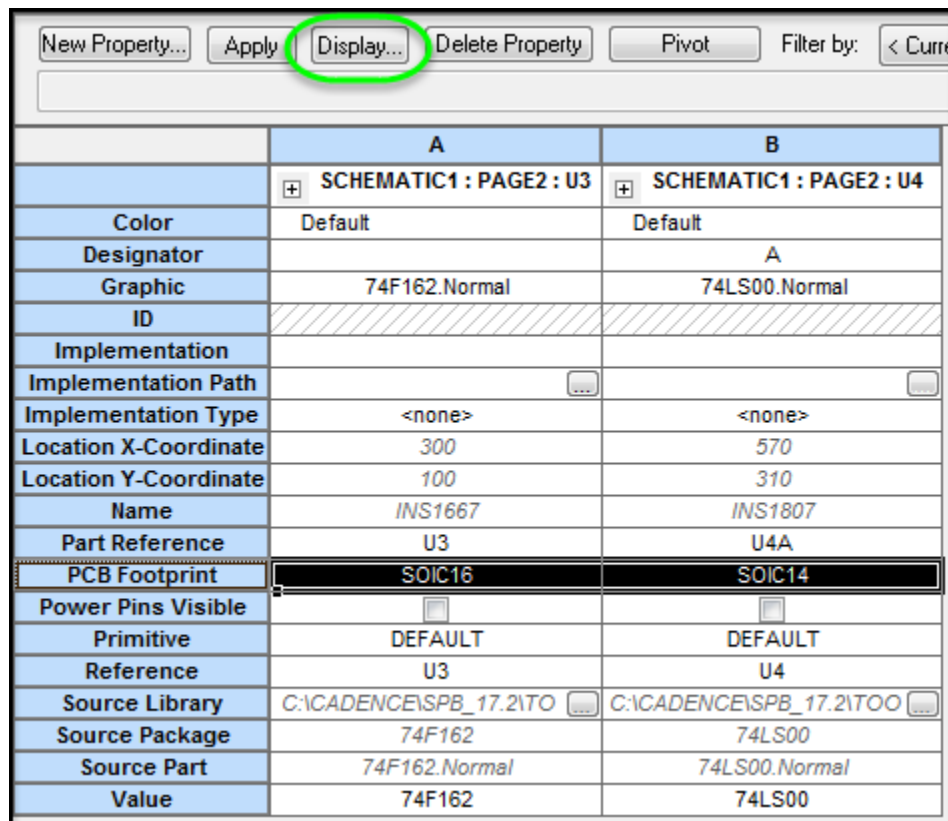 New Property... Apply Display... Delete Property Pivot Filter by: < Curre
A B
SCHEMATIC1 : PAGE2 : U3 SCHEMATIC1 : PAGE2 : U4
Color Default Default
Designator A
Graphic 74F162.Normal 74LS00.Normal
ID
Implementation
Implementation Path ... ...
Implementation Type <none> <none>
Location X-Coordinate 300 570
Location Y-Coordinate 100 310
Name INS1667 INS1807
Part Reference U3 U4A
PCB Footprint SOIC16 SOIC14
Power Pins Visible
Primitive DEFAULT DEFAULT
Reference U3 U4
Source Library C:\CADENCE\SPB_17.2\TO ... C:\CADENCE\SPB_17.2\TOO ...
Source Package 74F162 74LS00
Source Part 74F162.Normal 74LS00.Normal
Value 74F162 74LS00